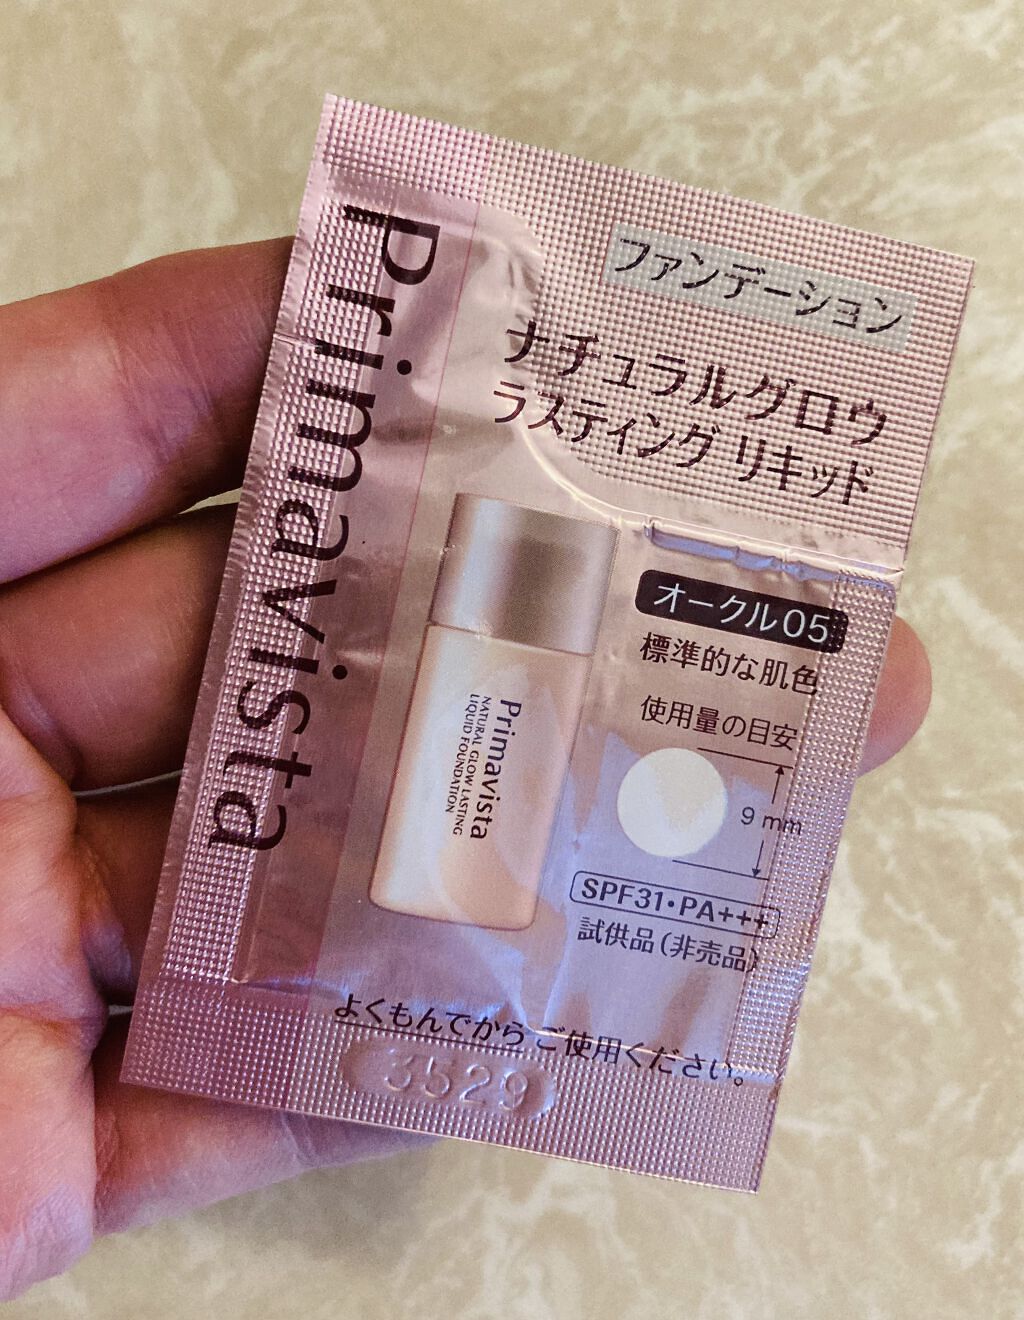 Primavista
ファンデーション
ナチュラルグロウ
ラスティング リキッド
オークル05
標準的な肌色
使用量の目安
9 mm
SPF31・PA+++
試供品(非売品)
Primavista
NATURAL GLOW LASTING
LIQUID FOUNDATION
よくもんでから ご使用ください。
3529